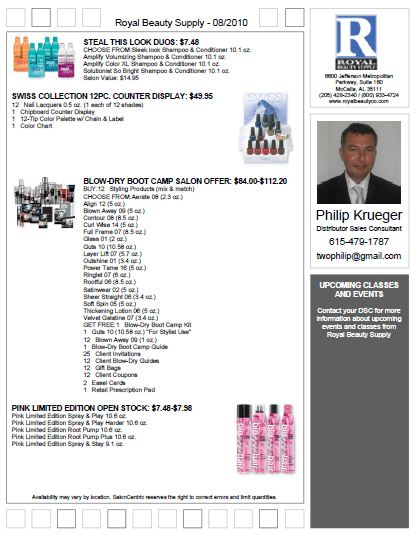 Royal Beauty Supply - 08/2010
STEAL THIS LOOK DUOS: $7.48
CHOOSE FROM:Sleek.look Shampoo & Conditioner 10.1 oz.
Amplify Volumizing Shampoo & Conditioner 10.1 oz.
Amplify Color XL Shampoo & Conditioner 10.1 oz.
Solutionist So Bright Shampoo & Conditioner 10.1 oz.
Salon Value: $14.95
SWISS COLLECTION 12PC. COUNTER DISPLAY: $49.95
12 Nail Lacquers 0.5 oz. (1 each of 12 shades)
1 Chipboard Counter Display
1 12-Tip Color Palette w/ Chain & Label
1 Color Chart
SWISS
BLOW-DRY BOOT CAMP SALON OFFER: $84.00-$112.20
BUY:12 Styling Products (mix & match)
CHOOSE FROM:Aerate 08 (2.3 oz.)
Align 12 (5 oz.)
Blown Away 09 (5 oz.)
Contour 08 (8.5 oz.)
Curl Wise 14 (5 oz.)
Full Frame 07 (8.5 oz.)
Glass 01 (2 oz.)
Guts 10 (10.58 oz.)
Layer Lift 07 (5.7 oz.)
Outshine 01 (3.4 oz.)
Power Tame 16 (5 oz.)
Ringlet 07 (6 oz.)
Rootful 06 (8.5 oz.)
Satinwear 02 (5 oz.)
Sheer Straight 06 (3.4 oz.)
Soft Spin 05 (5 oz.)
Thickening Lotion 06 (5 oz.)
Velvet Gelatine 07 (3.4 oz.)
GET FREE:1 Blow-Dry Boot Camp Kit
1 Guts 10 (10.58 oz.) "For Stylist Use"
12 Blown Away 09 (1 oz.)
1 Blow-Dry Boot Camp Guide
25 Client Invitations
12 Client Blow-Dry Guides
12 Gift Bags
12 Client Coupons
2 Easel Cards
1 Retail Prescription Pad
PINK LIMITED EDITION OPEN STOCK: $7.48-$7.98
Pink Limited Edition Spray & Play 10.6 oz.
Pink Limited Edition Spray & Play Harder 10.6 oz.
Pink Limited Edition Root Pump 10.6 oz.
Pink Limited Edition Root Pump Plus 10.6 oz.
Pink Limited Edition Spray & Stay 9.1 oz.
Availability may vary by location. SalonCentric reserves the right to correct errors and limit quantities.
R
ROYAL
BEAUTY SUPPLY
6600 Jefferson Metropolitan
Parkway, Suite 160
McCalla, AL 35111
(205) 428-2340 / (800) 933-4724
www.royalbeautyco.com
Philip Krueger
Distributor Sales Consultant
615-479-1787
twophilip@gmail.com
UPCOMING CLASSES
AND EVENTS
Contact your DSC for more
information about upcoming
events and classes from
Royal Beauty Supply